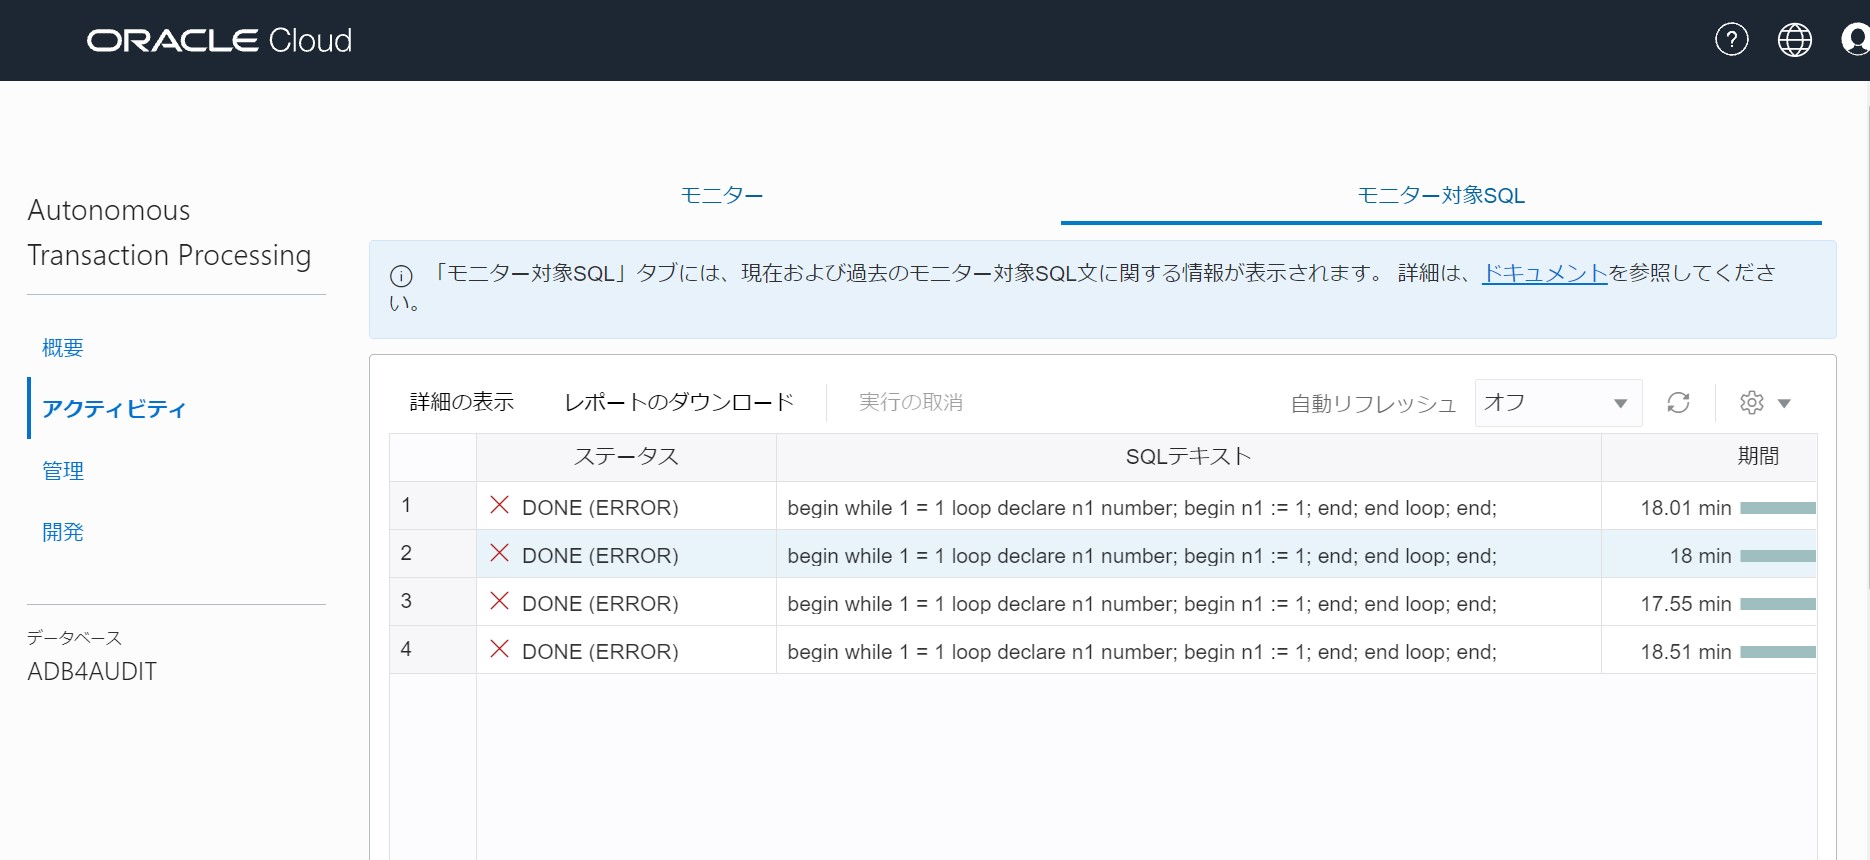 ORACLE Cloud
Autonomous
Transaction Processing
概要
アクティビティ
管理
開発
データベース
ADB4AUDIT
モニター
モニター対象SQL
「モニター対象SQL」タブには、現在および過去のモニター対象SQL文に関する情報が表示されます。 詳細は、ドキュメントを参照してくださ
い。
詳細の表示 レポートのダウンロード 実行の取消 自動リフレッシュ オフ
ステータス SQLテキスト 期間
1 DONE (ERROR) begin while 1 = 1 loop declare n1 number; begin n1 := 1; end; end loop; end; 18.01 min
2 DONE (ERROR) begin while 1 = 1 loop declare n1 number; begin n1 := 1; end; end loop; end; 18 min
3 DONE (ERROR) begin while 1 = 1 loop declare n1 number; begin n1 := 1; end; end loop; end; 17.55 min
4 DONE (ERROR) begin while 1 = 1 loop declare n1 number; begin n1 := 1; end; end loop; end; 18.51 min